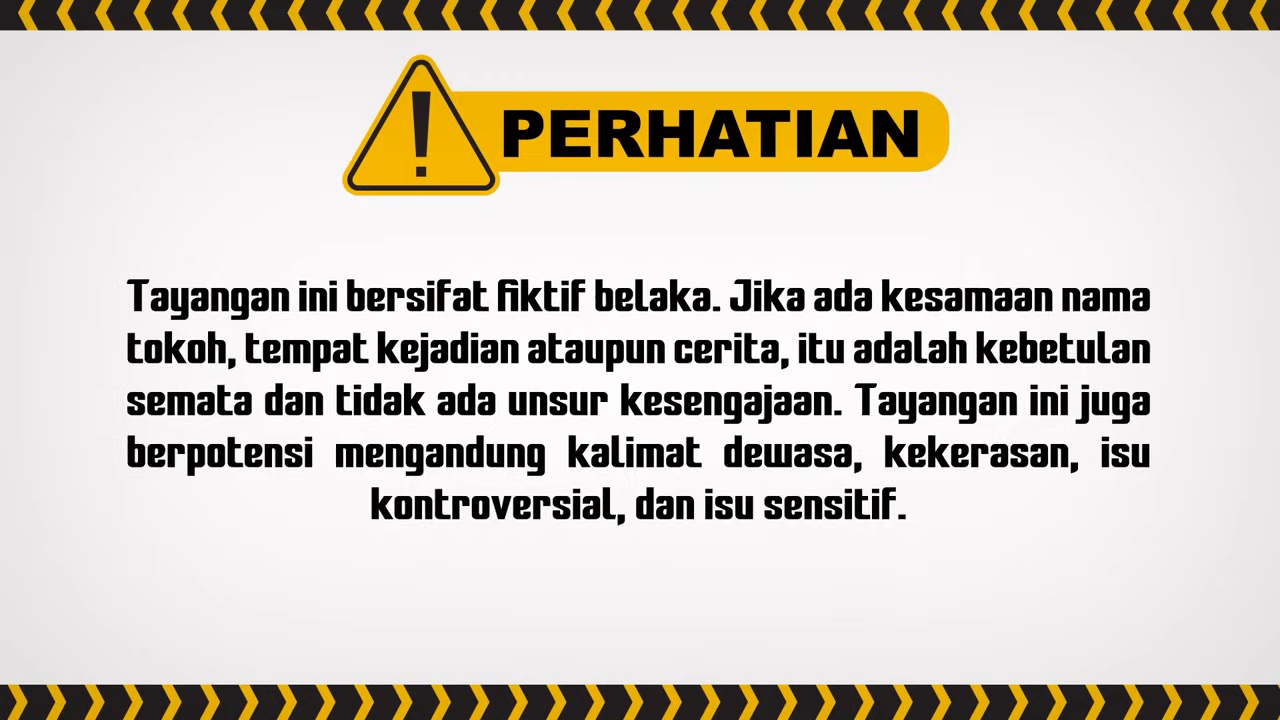 !
PERHATIAN
Tayangan ini bersifat fiktif belaka. Jika ada kesamaan nama
tokoh, tempat kejadian ataupun cerita, itu adalah kebetulan
semata dan tidak ada unsur kesengajaan. Tayangan ini juga
berpotensi mengandung kalimat dewasa, kekerasan, isu
kontroversial, dan isu sensitif.